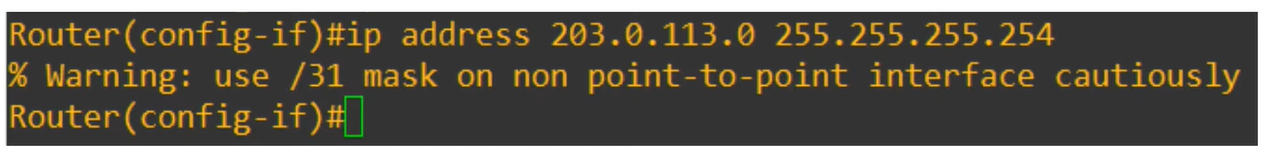 Router(config-if)#ip address 203.0.113.0 255.255.255.254
% Warning: use /31 mask on non point-to-point interface cautiously
Router(config-if)#